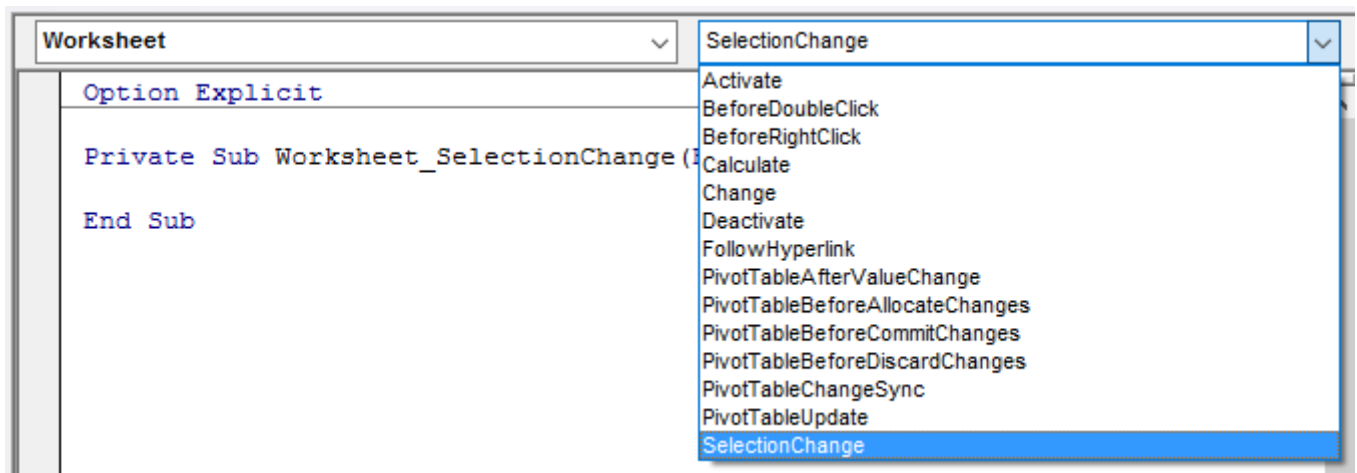 Worksheet
SelectionChange
Option Explicit
Private Sub Worksheet_SelectionChange(
End Sub
Activate
BeforeDoubleClick
BeforeRightClick
Calculate
Change
Deactivate
FollowHyperlink
PivotTableAfterValueChange
PivotTableBeforeAllocateChanges
PivotTableBeforeCommitChanges
PivotTableBeforeDiscardChanges
PivotTableChangeSync
PivotTableUpdate
SelectionChange